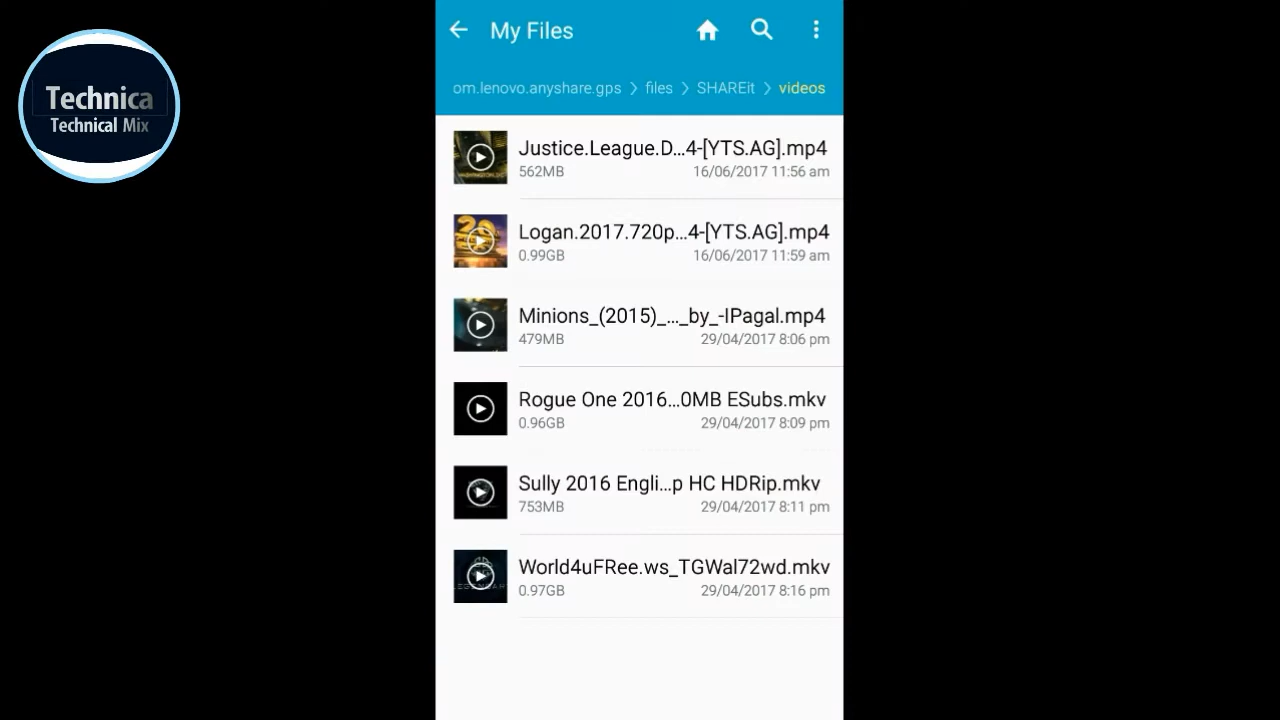 Technica
Technical Mix
My Files
om.lenovo.anyshare.gps > files > SHAREit > videos
Justice.League.D...4-[YTS.AG].mp4
562MB 16/06/2017 11:56 am
Logan.2017.720p...4-[YTS.AG].mp4
0.99GB 16/06/2017 11:59 am
Minions_(2015)_..._by_-IPagal.mp4
479MB 29/04/2017 8:06 pm
Rogue One 2016...0MB ESubs.mkv
0.96GB 29/04/2017 8:09 pm
Sully 2016 Engli...p HC HDRip.mkv
753MB 29/04/2017 8:11 pm
World4uFRee.ws_TGWal72wd.mkv
0.97GB 29/04/2017 8:16 pm